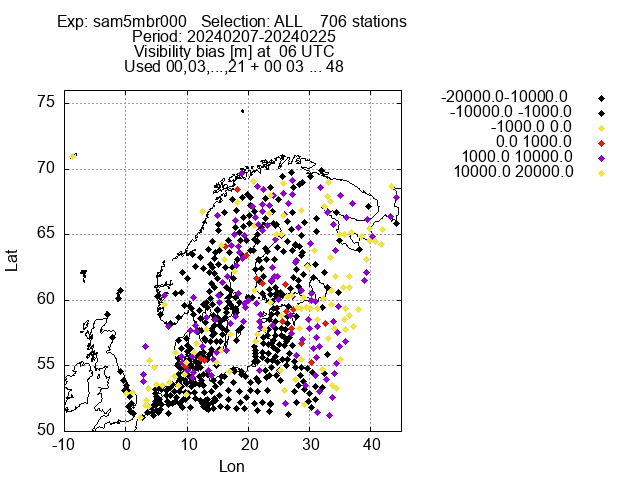 Exp: sam5mbr000   Selection: ALL    706 stations
Period: 20240207-20240225
Visibility bias [m] at  06 UTC
Used 00,03,...,21 + 00 03 ... 48
-20000.0-10000.0
-10000.0 -1000.0
-1000.0 0.0
0.0 1000.0
1000.0 10000.0
10000.0 20000.0
75
70
65
60
55
50
Lat
-10 0 10 20 30 40
Lon